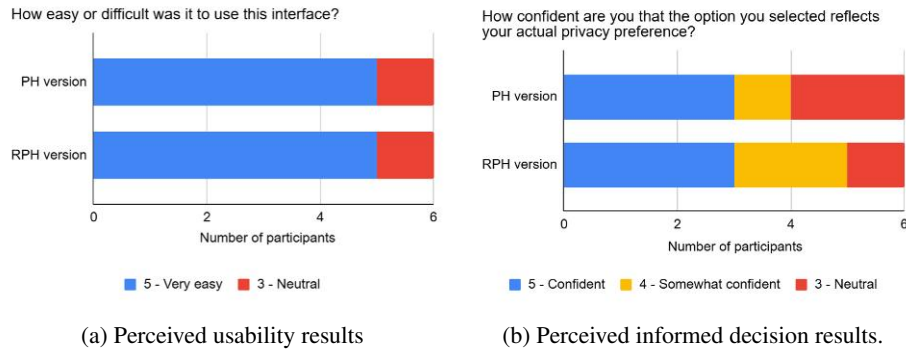 How easy or difficult was it to use this interface?
PH version
RPH version
0
2
4
6
Number of participants
5 - Very easy
3 - Neutral
(a) Perceived usability results
How confident are you that the option you selected reflects
your actual privacy preference?
PH version
RPH version
0
2
4
6
Number of participants
5 - Confident
4 - Somewhat confident
3 - Neutral
(b) Perceived informed decision results.